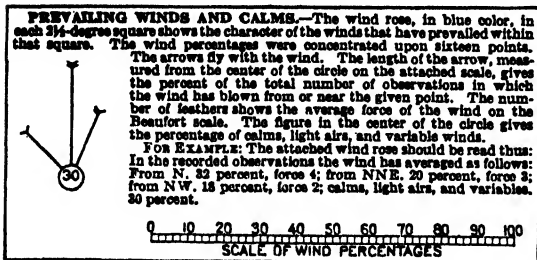 PREVAILING WINDS AND CALMS.—The wind rose, in blue color, in
each 2½-degree square shows the character of the winds that have prevailed within
that square. The wind percentages were concentrated upon sixteen points.
The arrows fly with the wind. The length of the arrow, meas-
ured from the center of the circle on the attached scale, gives
the percent of the total number of observations in which
the wind has blown from or near the given point. The num-
ber of feathers shows the average force of the wind on the
Beaufort scale. The figure in the center of the circle gives
the percentage of calms, light airs, and variable winds.
FOR EXAMPLE: The attached wind rose should be read thus:
In the recorded observations the wind has averaged as follows:
From N. 32 percent, force 4; from NNE. 20 percent, force 3;
from NW. 18 percent, force 2; calms, light airs, and variables.
30 percent.
30
0 10 20 30 40 50 60 70 80 90 100
SCALE OF WIND PERCENTAGES